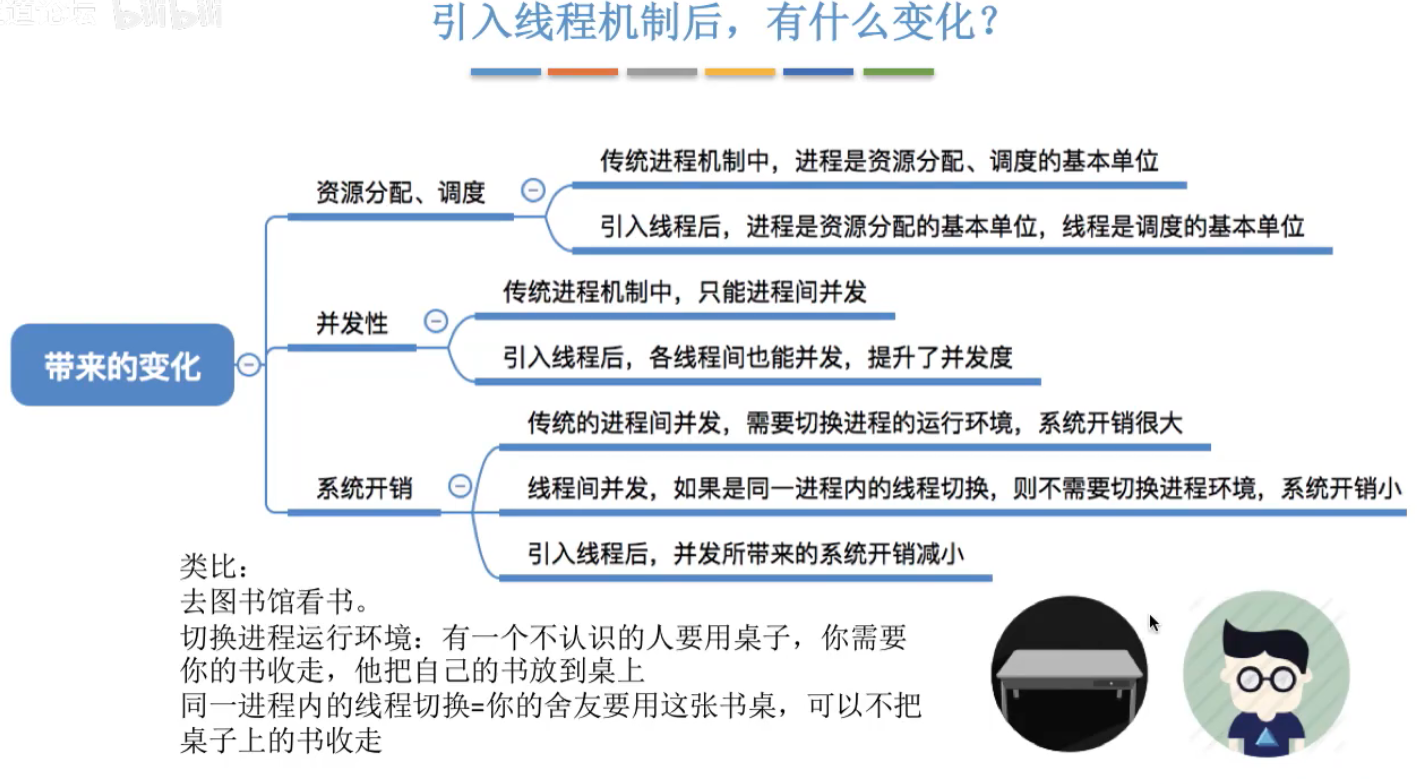 道论坛 bilibili
引入线程机制后，有什么变化？
传统进程机制中，进程是资源分配、调度的基本单位
资源分配、调度
引入线程后，进程是资源分配的基本单位，线程是调度的基本单位
传统进程机制中，只能进程间并发
并发性
带来的变化
引入线程后，各线程间也能并发，提升了并发度
传统的进程间并发，需要切换进程的运行环境，系统开销很大
系统开销
线程间并发，如果是同一进程内的线程切换，则不需要切换进程环境，系统开销小
引入线程后，并发所带来的系统开销减小
类比：
去图书馆看书。
切换进程运行环境：有一个不认识的人要用桌子，你需要
你的书收走，他把自己的书放到桌上
同一进程内的线程切换=你的舍友要用这张书桌，可以不把
桌子上的书收走